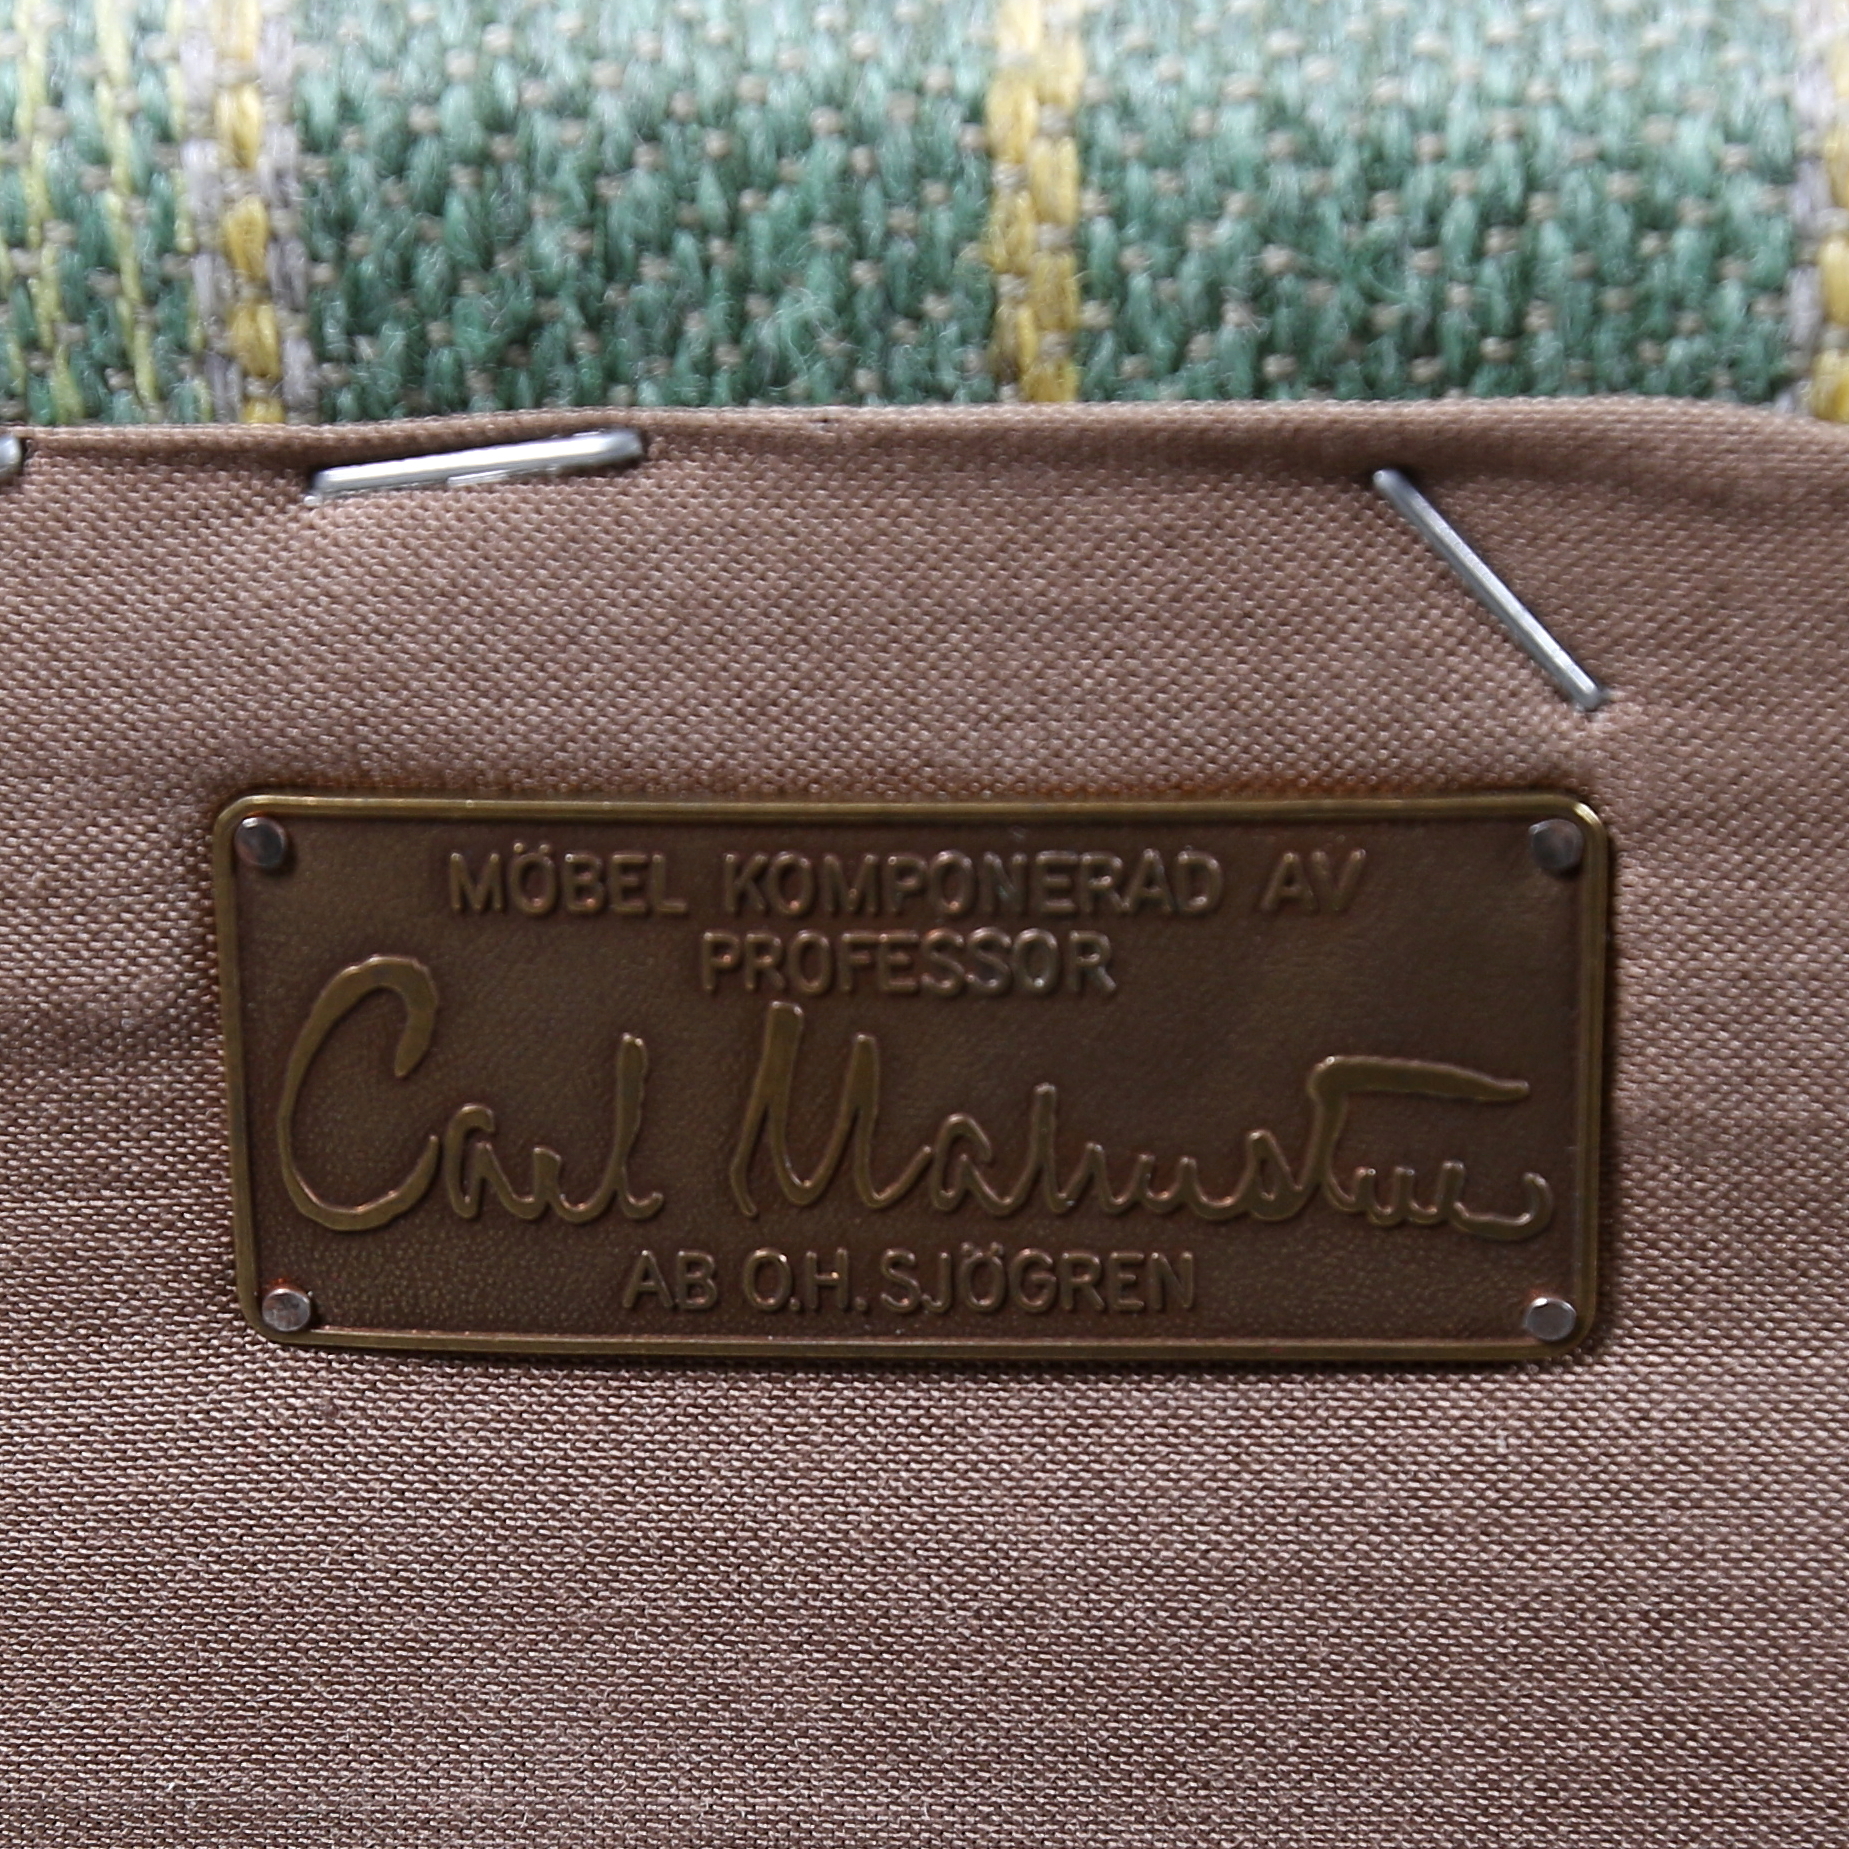 MÖBEL KOMPONERAD AV
PROFESSOR
Carl Malmsten
AB O.H. SJÖGREN